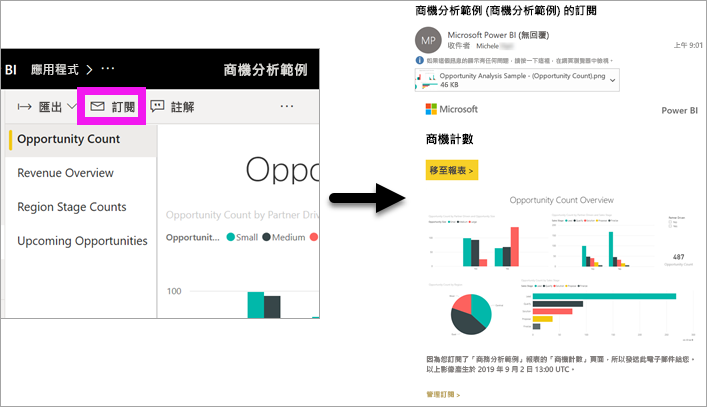 BI 應用程式 > ··· 商機分析範例
匯出 訂閱 註解 ···
Opportunity Count
Revenue Overview
Region Stage Counts
Upcoming Opportunities
Oppo
Opportunity Count by Partner Driv
Opportunit... Small Medium
100
商機分析範例 (商機分析範例) 的訂閱
MP
Microsoft Power BI (無回覆)
收件者 Michele
上午 9:01
如果這個訊息的顯示有任何問題,請按一下這裡,在網頁瀏覽器中檢視。
Opportunity Analysis Sample - (Opportunity Count).png
46 KB
Microsoft
Power BI
商機計數
移至報表 >
Opportunity Count Overview
487
Opportunity Count
因為您訂閱了「商務分析範例」報表的「商機計數」頁面,所以發送此電子郵件給您。
以上影像產生於 2019 年 9 月 2 日 13:00 UTC。
管理訂閱 >